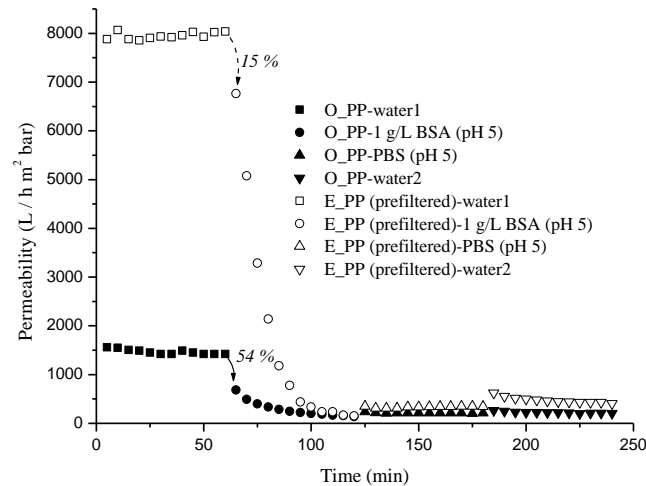 8000
7000
6000
5000
4000
3000
2000
1000
0
Permeability (L / h m² bar)
15 %
54 %
O_PP-water1
O_PP-1 g/L BSA (pH 5)
O_PP-PBS (pH 5)
O_PP-water2
E_PP (prefiltered)-water1
E_PP (prefiltered)-1 g/L BSA (pH 5)
E_PP (prefiltered)-PBS (pH 5)
E_PP (prefiltered)-water2
0 50 100 150 200 250
Time (min)